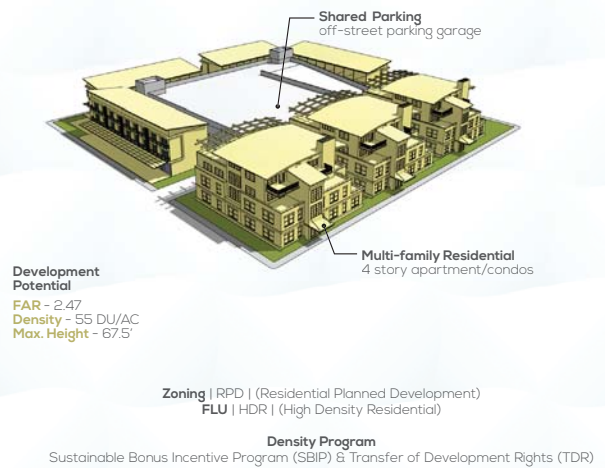 Shared Parking
off-street parking garage
Multi-family Residential
4 story apartment/condos
Development
Potential
FAR - 2.47
Density - 55 DU/AC
Max. Height - 67.5'
Zoning | RPD | (Residential Planned Development)
FLU | HDR | (High Density Residential)
Density Program
Sustainable Bonus Incentive Program (SBIP) & Transfer of Development Rights (TDR)